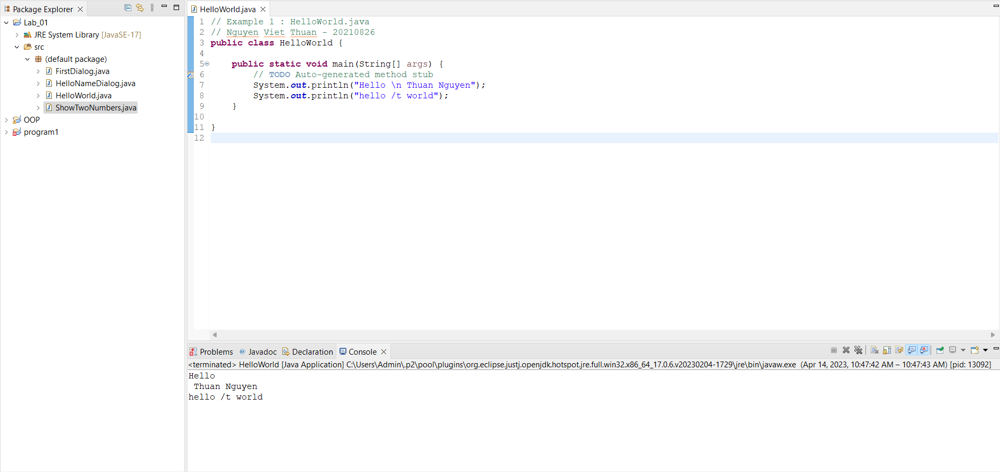 Package Explorer
Lab_01
JRE System Library [JavaSE-17]
src
(default package)
FirstDialog.java
HelloNameDialog.java
HelloWorld.java
ShowTwoNumbers.java
OOP
program1
HelloWorld.java
1 // Example 1 : HelloWorld.java
2 // Nguyen Viet Thuan - 20210826
3 public class HelloWorld {
4
5 public static void main(String[] args) {
6 // TODO Auto-generated method stub
7 System.out.println("Hello \n Thuan Nguyen");
8 System.out.println("hello /t world");
9 }
10
11 }
12
Problems @ Javadoc Declaration Console
<terminated> HelloWorld [Java Application] C:\Users\Admin\.p2\pool\plugins\org.eclipse.justj.openjdk.hotspot.jre.full.win32.x86_64_17.0.6.v20230204-1729\jre\bin\javaw.exe (Apr 14, 2023, 10:47:42 AM – 10:47:43 AM) [pid: 13092]
Hello
Thuan Nguyen
hello /t world